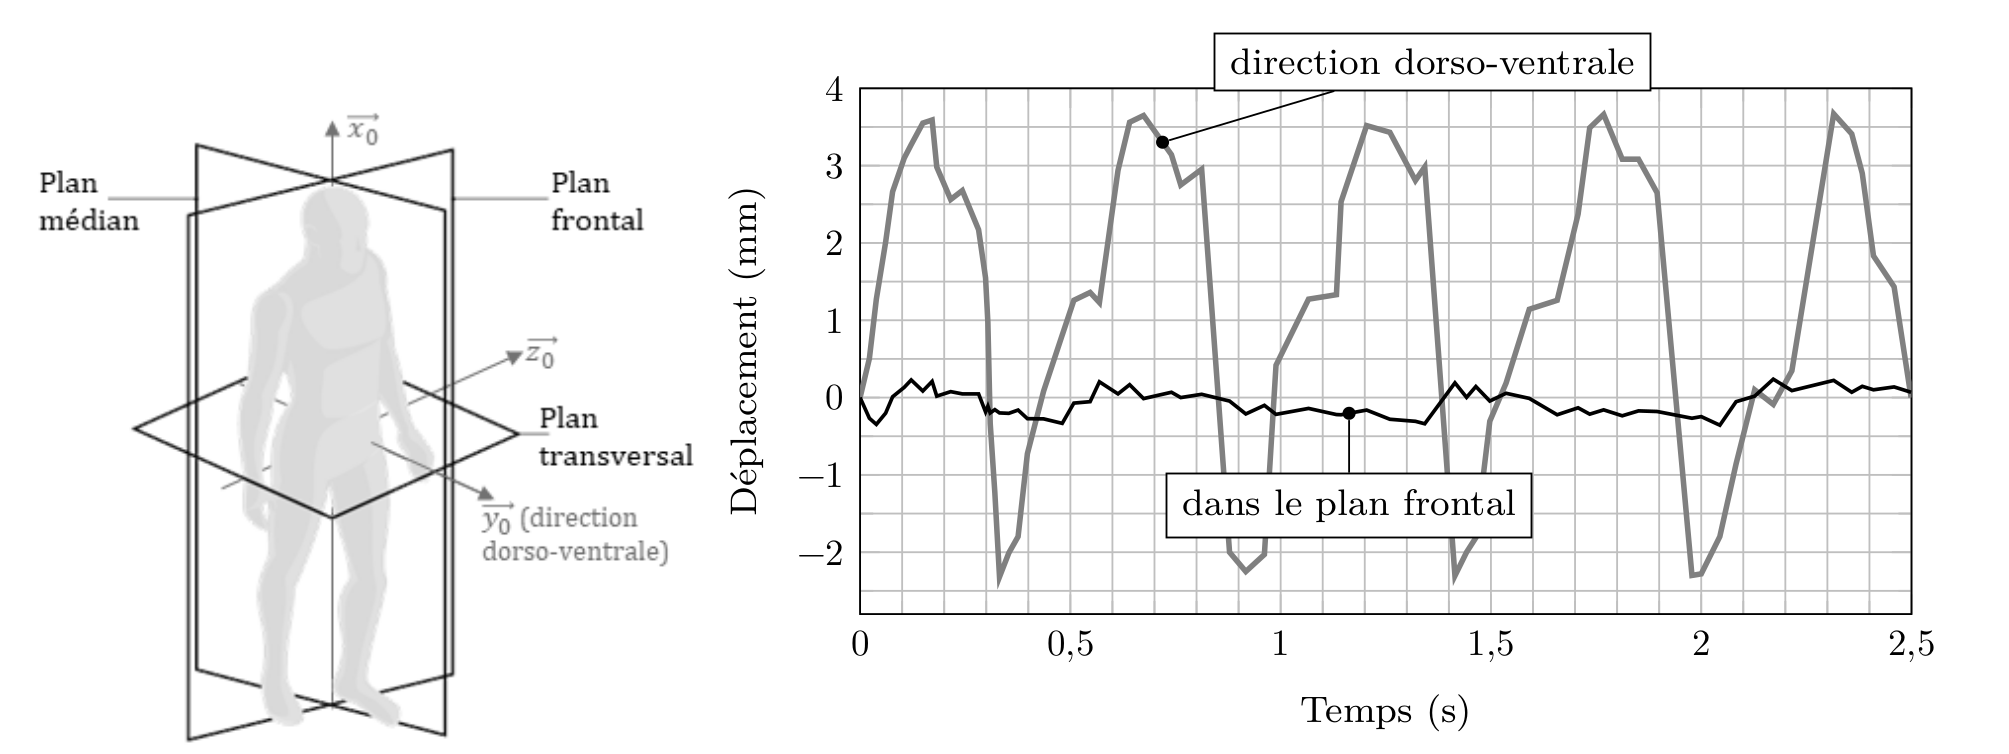 x₀
Plan
médian
Plan
frontal
z₀
Plan
transversal
y₀ (direction
dorso-ventrale)
direction dorso-ventrale
dans le plan frontal
Déplacement (mm)
4
3
2
1
0
−1
−2
0 0,5 1 1,5 2 2,5
Temps (s)